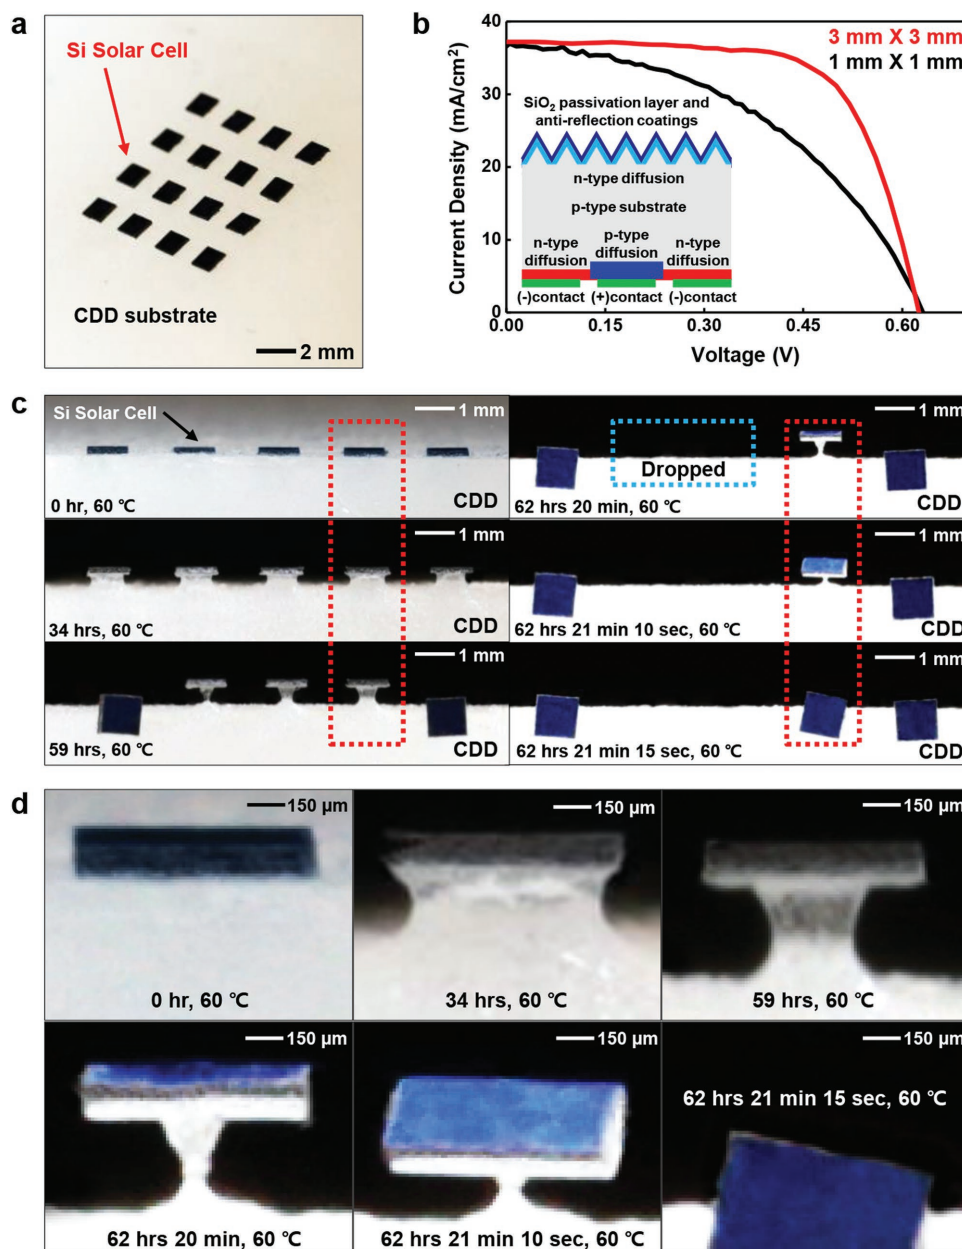 a
Si Solar Cell
CDD substrate
2 mm
b
Current Density (mA/cm²)
40
30
20
10
0
0.00
0.15
0.30
0.45
0.60
Voltage (V)
3 mm X 3 mm
1 mm X 1 mm
SiO₂ passivation layer and
anti-reflection coatings
n-type diffusion
p-type substrate
n-type
diffusion
p-type
diffusion
n-type
diffusion
(-)contact
(+)contact
(-)contact
c
Si Solar Cell
1 mm
0 hr, 60 ℃
CDD
1 mm
34 hrs, 60 ℃
CDD
1 mm
59 hrs, 60 ℃
CDD
1 mm
Dropped
62 hrs 20 min, 60 ℃
CDD
1 mm
62 hrs 21 min 10 sec, 60 ℃
CDD
1 mm
62 hrs 21 min 15 sec, 60 ℃
CDD
d
150 µm
0 hr, 60 ℃
150 µm
34 hrs, 60 ℃
150 µm
59 hrs, 60 ℃
150 µm
62 hrs 20 min, 60 ℃
150 µm
62 hrs 21 min 10 sec, 60 ℃
150 µm
62 hrs 21 min 15 sec, 60 ℃